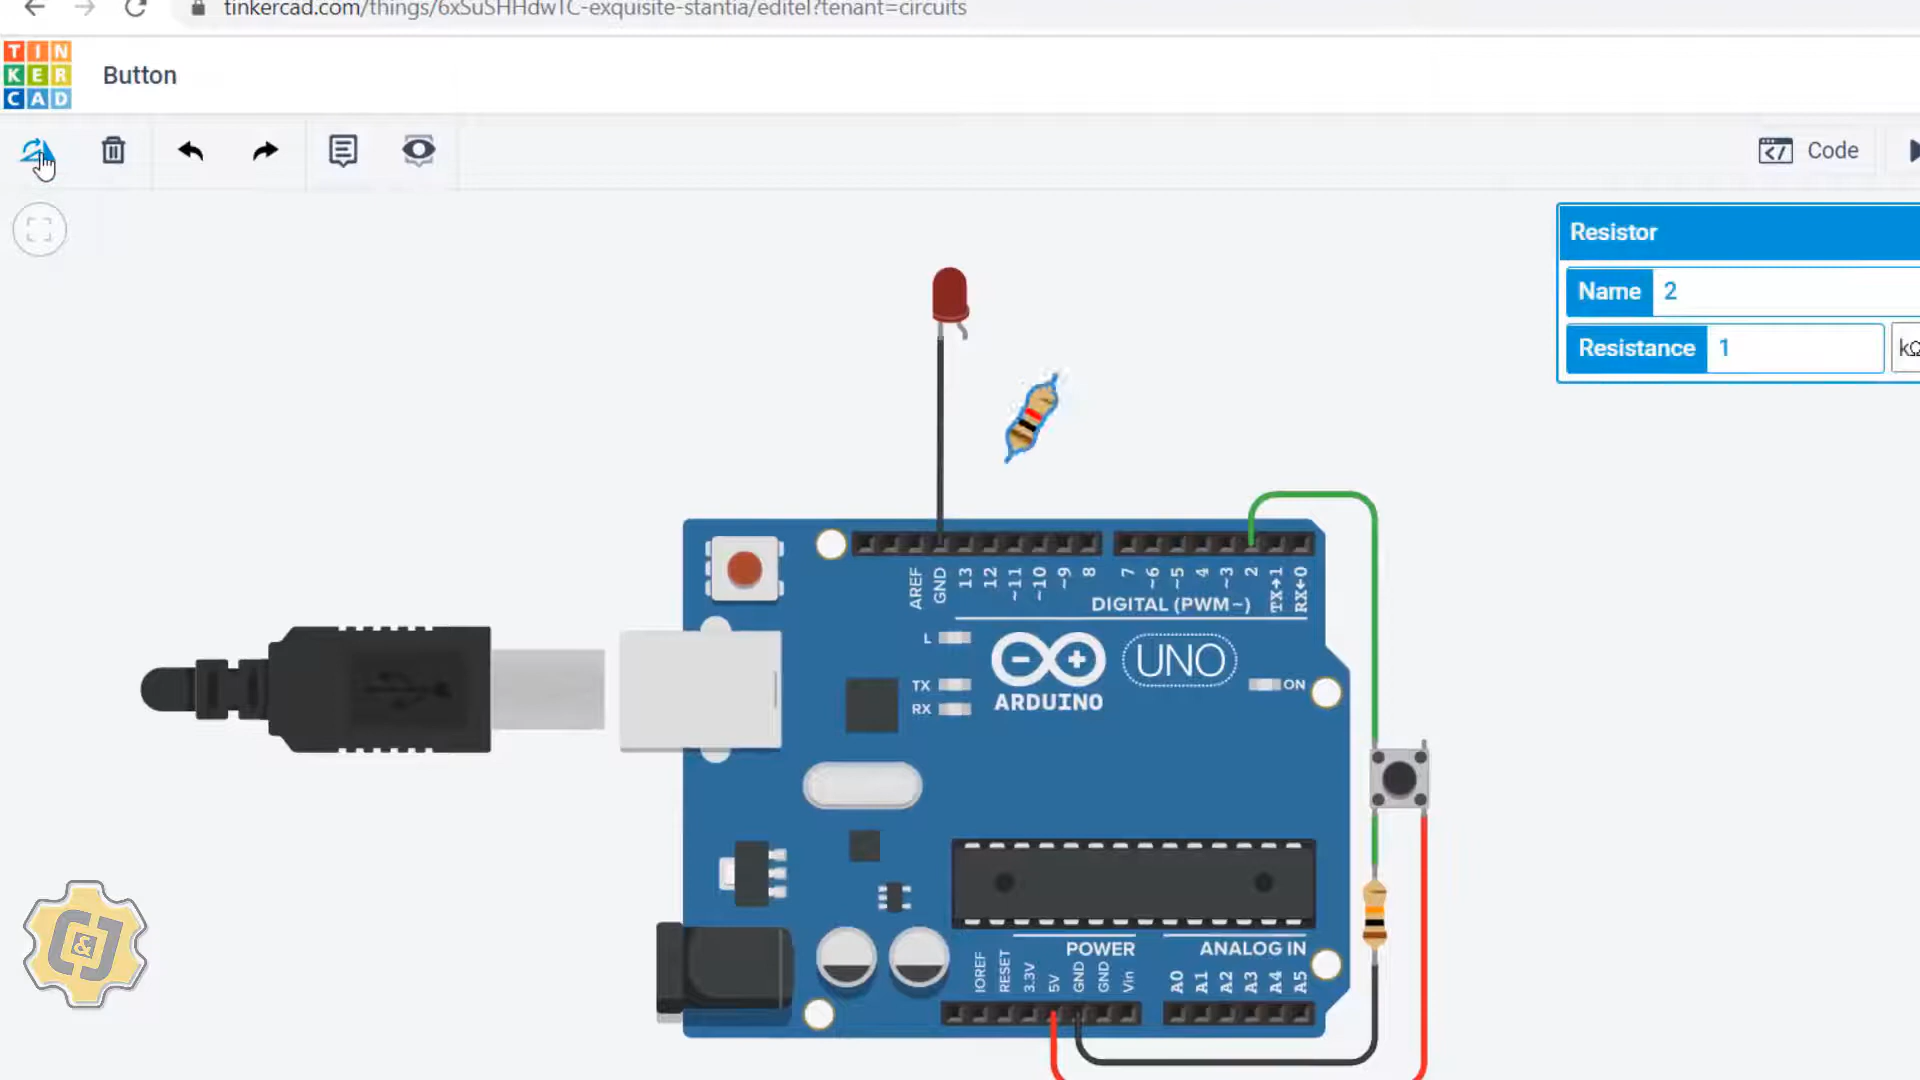 tinkercad.com/things/6xSuSHHdwTC-exquisite-stantia/editel?tenant=circuits
TIN
KER
CAD
Button
Code
Resistor
Name 2
Resistance 1 kΩ
AREF GND 13 12 ~11 ~10 ~9 8 7 ~6 ~5 4 ~3 2 TX→1 RX←0
DIGITAL (PWM~)
L
TX
RX
ARDUINO
UNO
ON
POWER
ANALOG IN
IOREF RESET 3.3V 5V GND GND Vin A0 A1 A2 A3 A4 A5
C&J